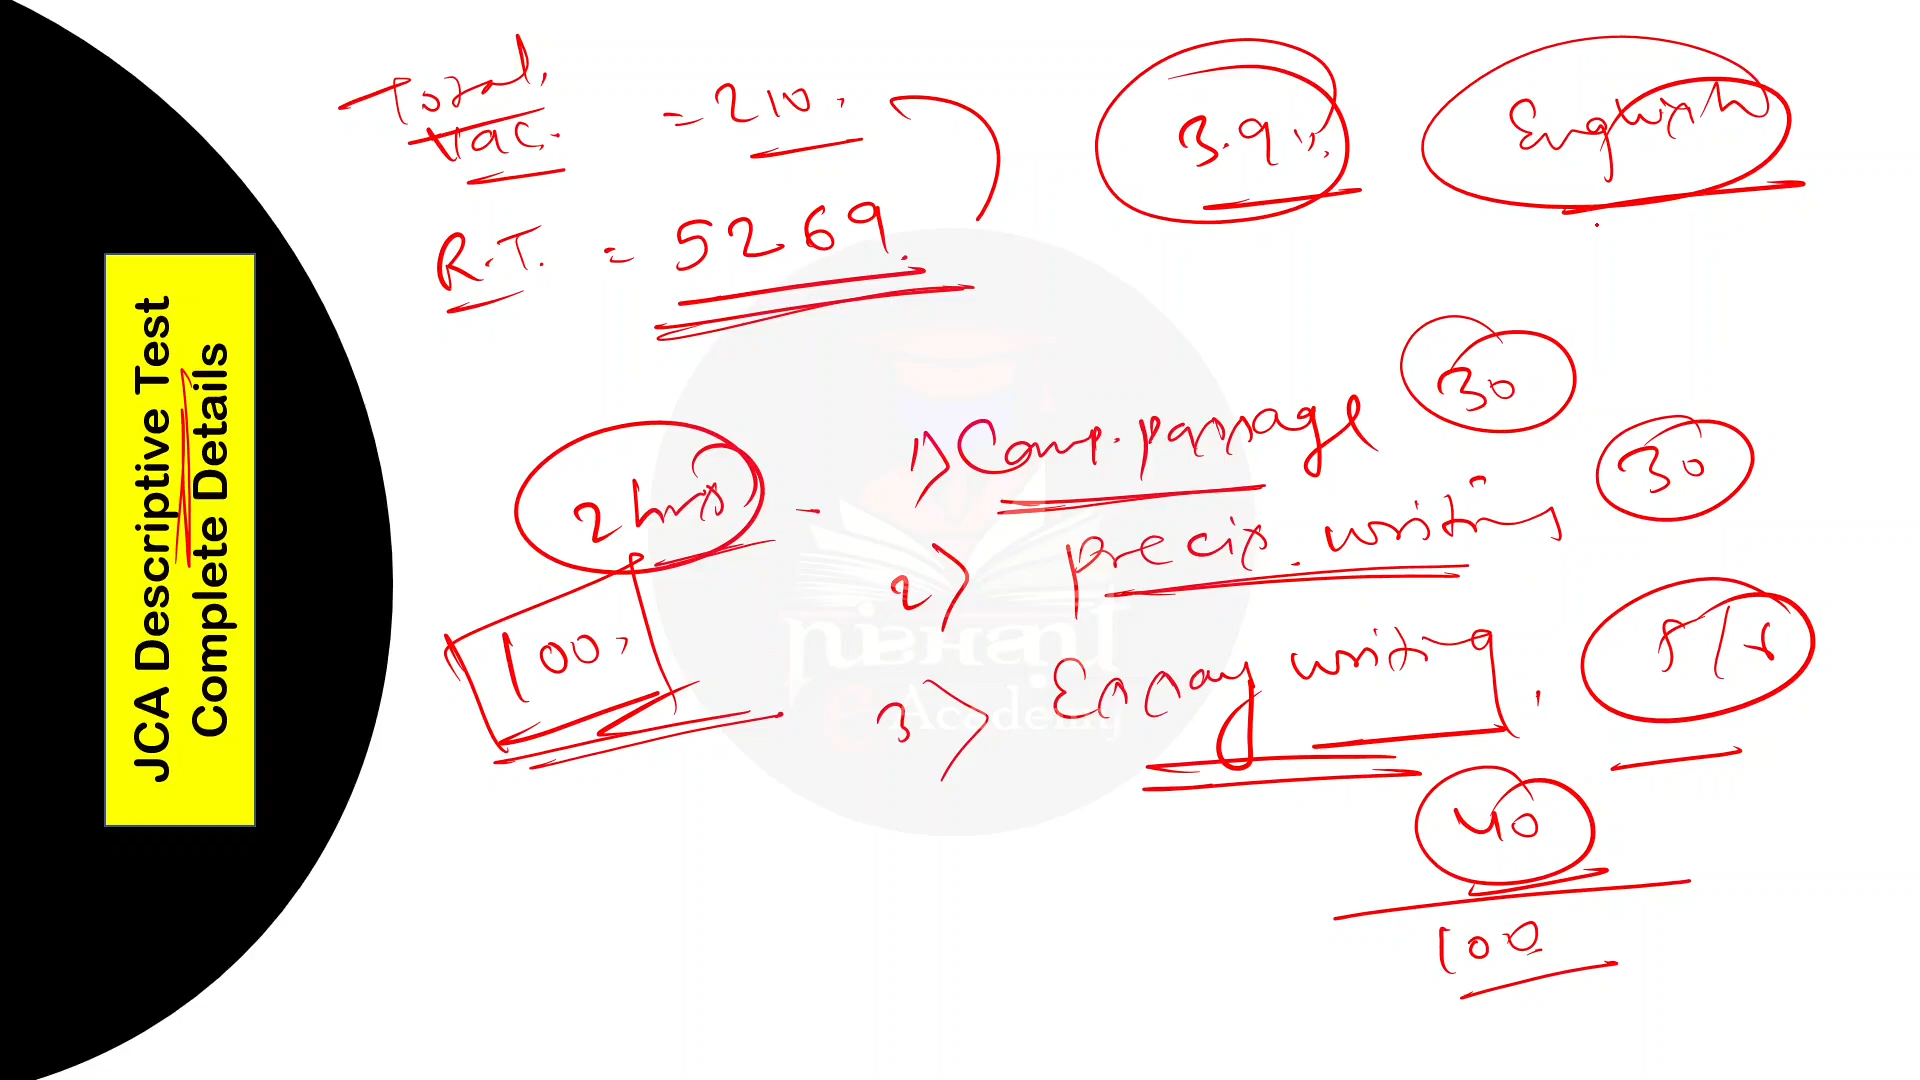 JCA Descriptive Test
Complete Details
Total
Vac. = 210.
R.T. = 5269.
3.9%.
English
2 hrs -
100
1) Comp. passage 30
2) precis. writing 30
3) Essay writing.
40
100
Academy